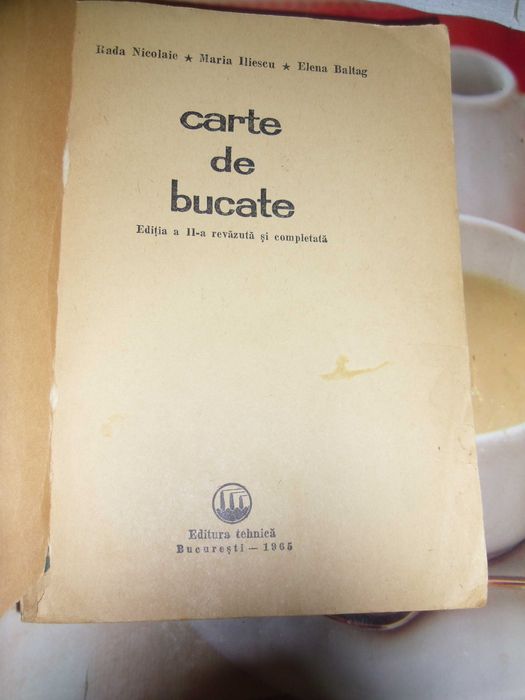 Rada Nicolaie ★ Maria Iliescu ★ Elena Baltag
carte
de
bucate
Ediția a II-a revăzută și completată
Editura tehnică
București — 1965